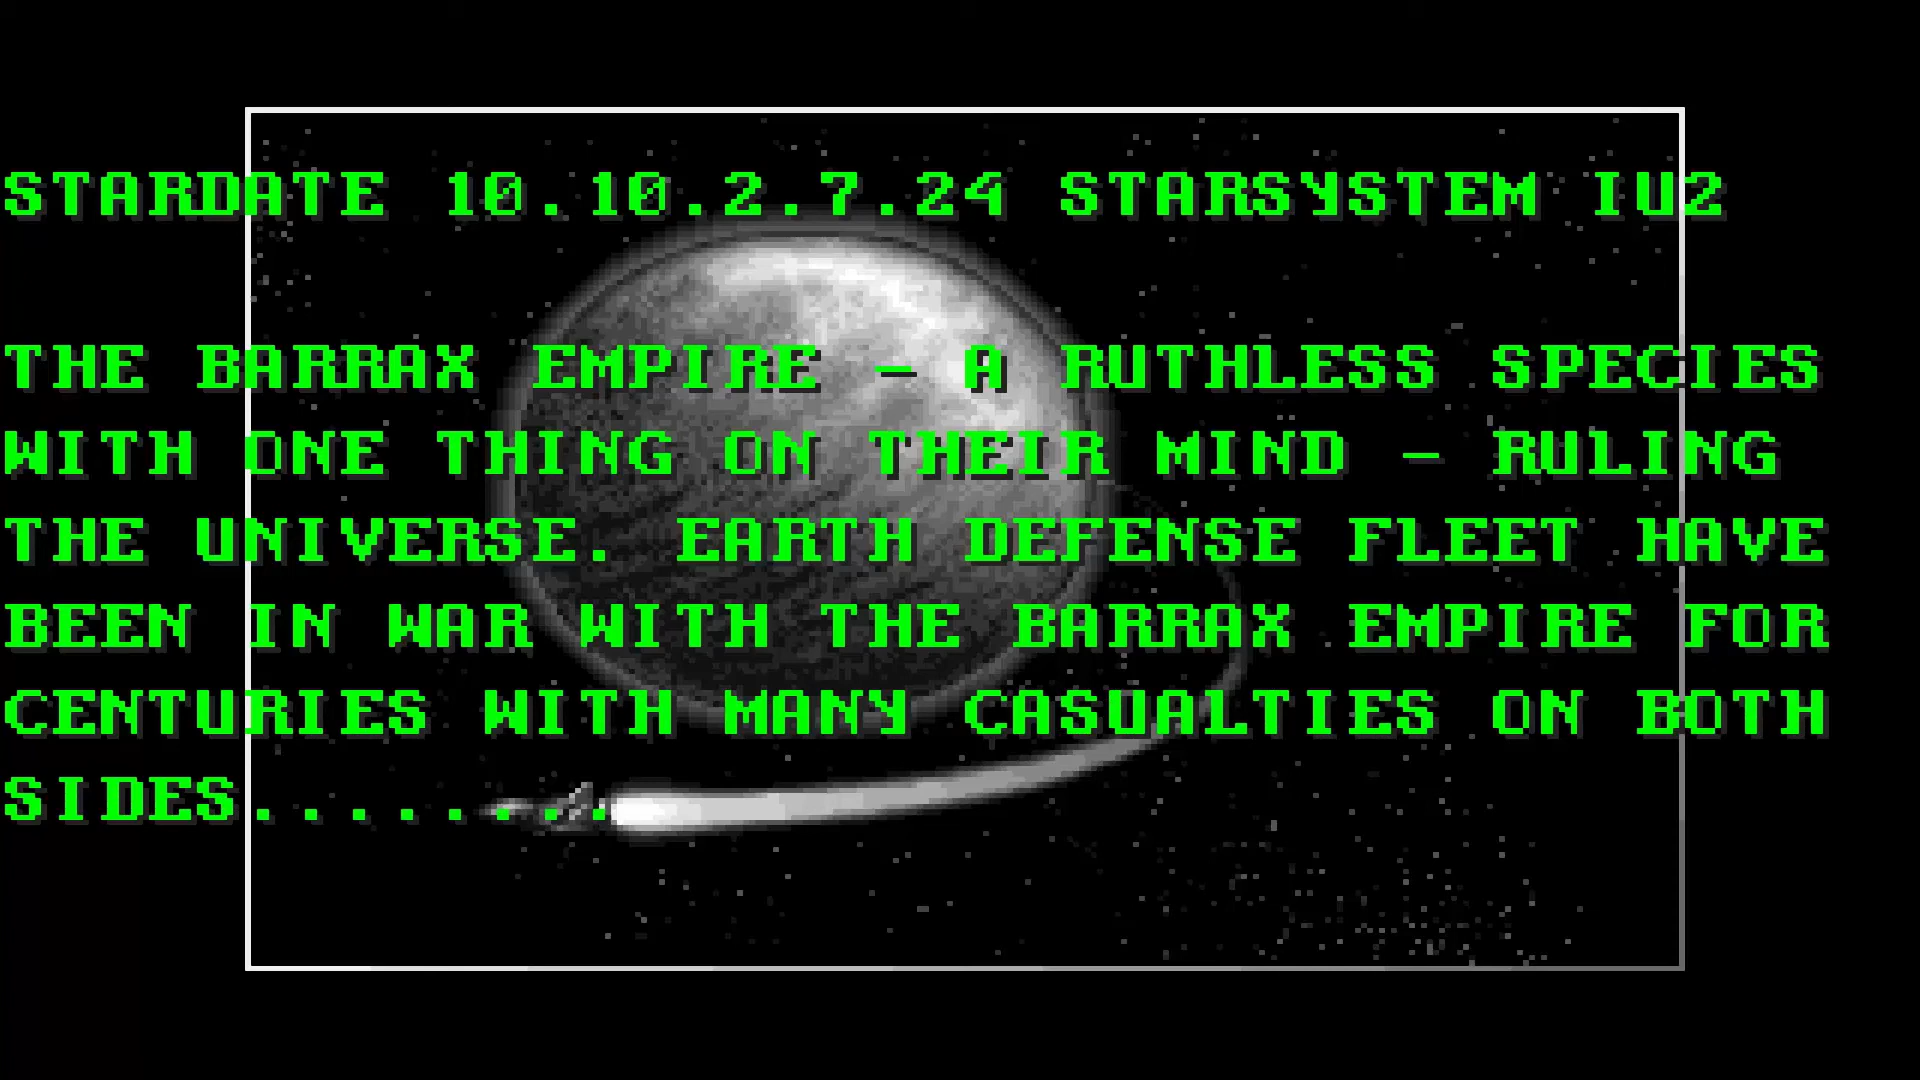 STARDATE 10.10.2.7.24 STARSYSTEM IU2
THE BARRAX EMPIRE - A RUTHLESS SPECIES
WITH ONE THING ON THEIR MIND - RULING
THE UNIVERSE. EARTH DEFENSE FLEET HAVE
BEEN IN WAR WITH THE BARRAX EMPIRE FOR
CENTURIES WITH MANY CASUALTIES ON BOTH
SIDES........